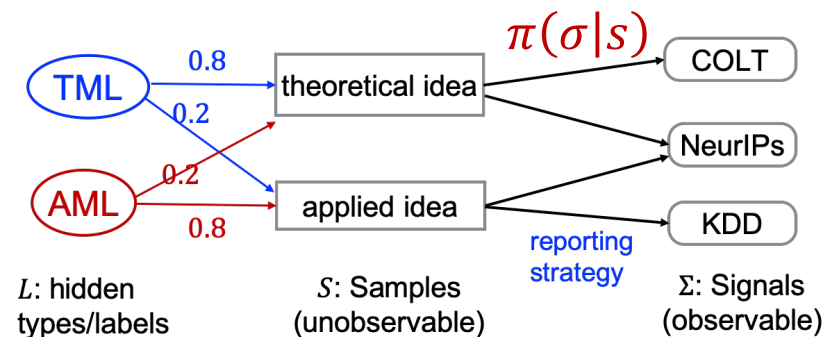 π(σ|s)
0.8
TML
theoretical idea
COLT
0.2
NeurIPs
0.2
AML
applied idea
KDD
0.8
reporting
strategy
L: hidden
types/labels
S: Samples
(unobservable)
Σ: Signals
(observable)